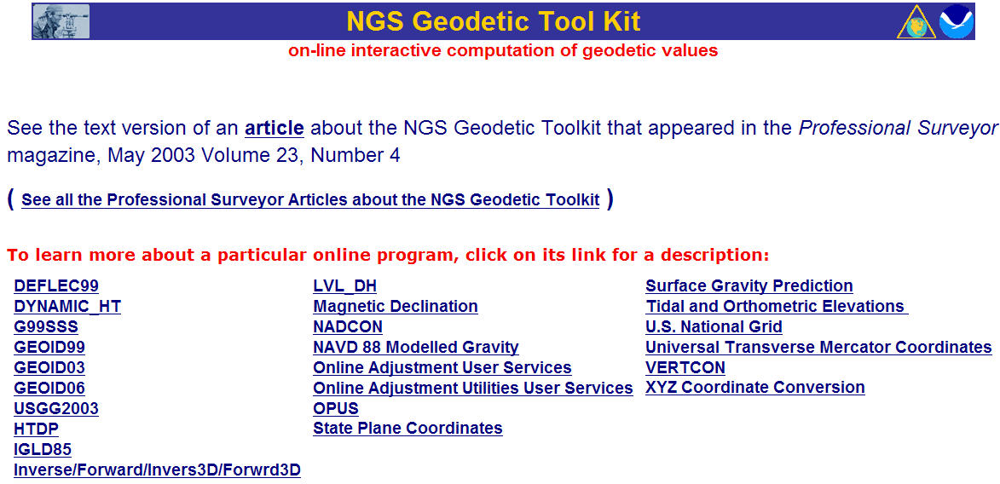 NGS Geodetic Tool Kit
on-line interactive computation of geodetic values
See the text version of an article about the NGS Geodetic Toolkit that appeared in the Professional Surveyor
magazine, May 2003 Volume 23, Number 4
( See all the Professional Surveyor Articles about the NGS Geodetic Toolkit )
To learn more about a particular online program, click on its link for a description:
DEFLEC99
DYNAMIC_HT
G99SSS
GEOID99
GEOID03
GEOID06
USGG2003
HTDP
IGLD85
Inverse/Forward/Invers3D/Forwrd3D
LVL_DH
Magnetic Declination
NADCON
NAVD 88 Modelled Gravity
Online Adjustment User Services
Online Adjustment Utilities User Services
OPUS
State Plane Coordinates
Surface Gravity Prediction
Tidal and Orthometric Elevations
U.S. National Grid
Universal Transverse Mercator Coordinates
VERTCON
XYZ Coordinate Conversion